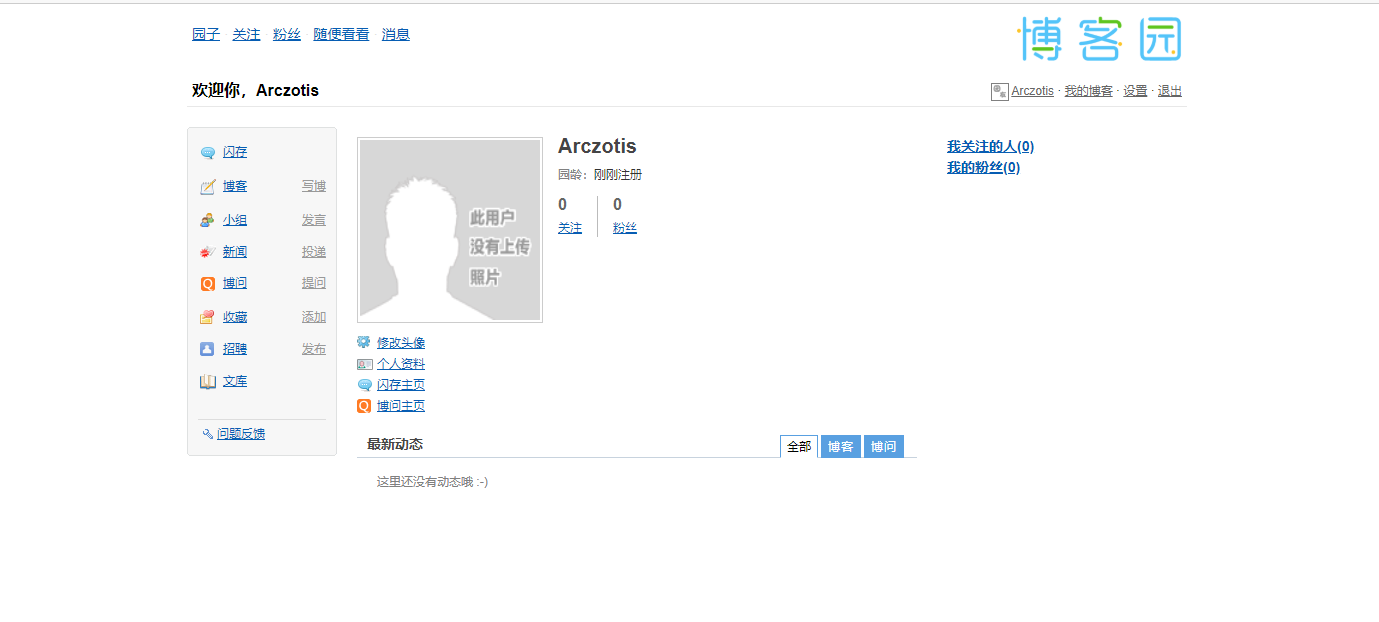 园子 关注 粉丝 随便看看 消息
博客园
欢迎你，Arczotis
Arczotis · 我的博客 · 设置 · 退出
闪存
博客 写博
小组 发言
新闻 投递
博问 提问
收藏 添加
招聘 发布
文库
问题反馈
此用户
没有上传
照片
Arczotis
园龄：刚刚注册
0 0
关注 粉丝
修改头像
个人资料
闪存主页
博问主页
最新动态 全部 博客 博问
这里还没有动态哦 :-)
我关注的人(0)
我的粉丝(0)